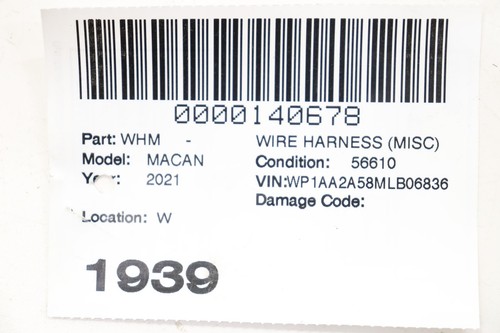 0000140678
Part: WHM - WIRE HARNESS (MISC)
Model: MACAN Condition: 56610
Year: 2021 VIN:WP1AA2A58MLB06836
Damage Code:
Location: W
1939